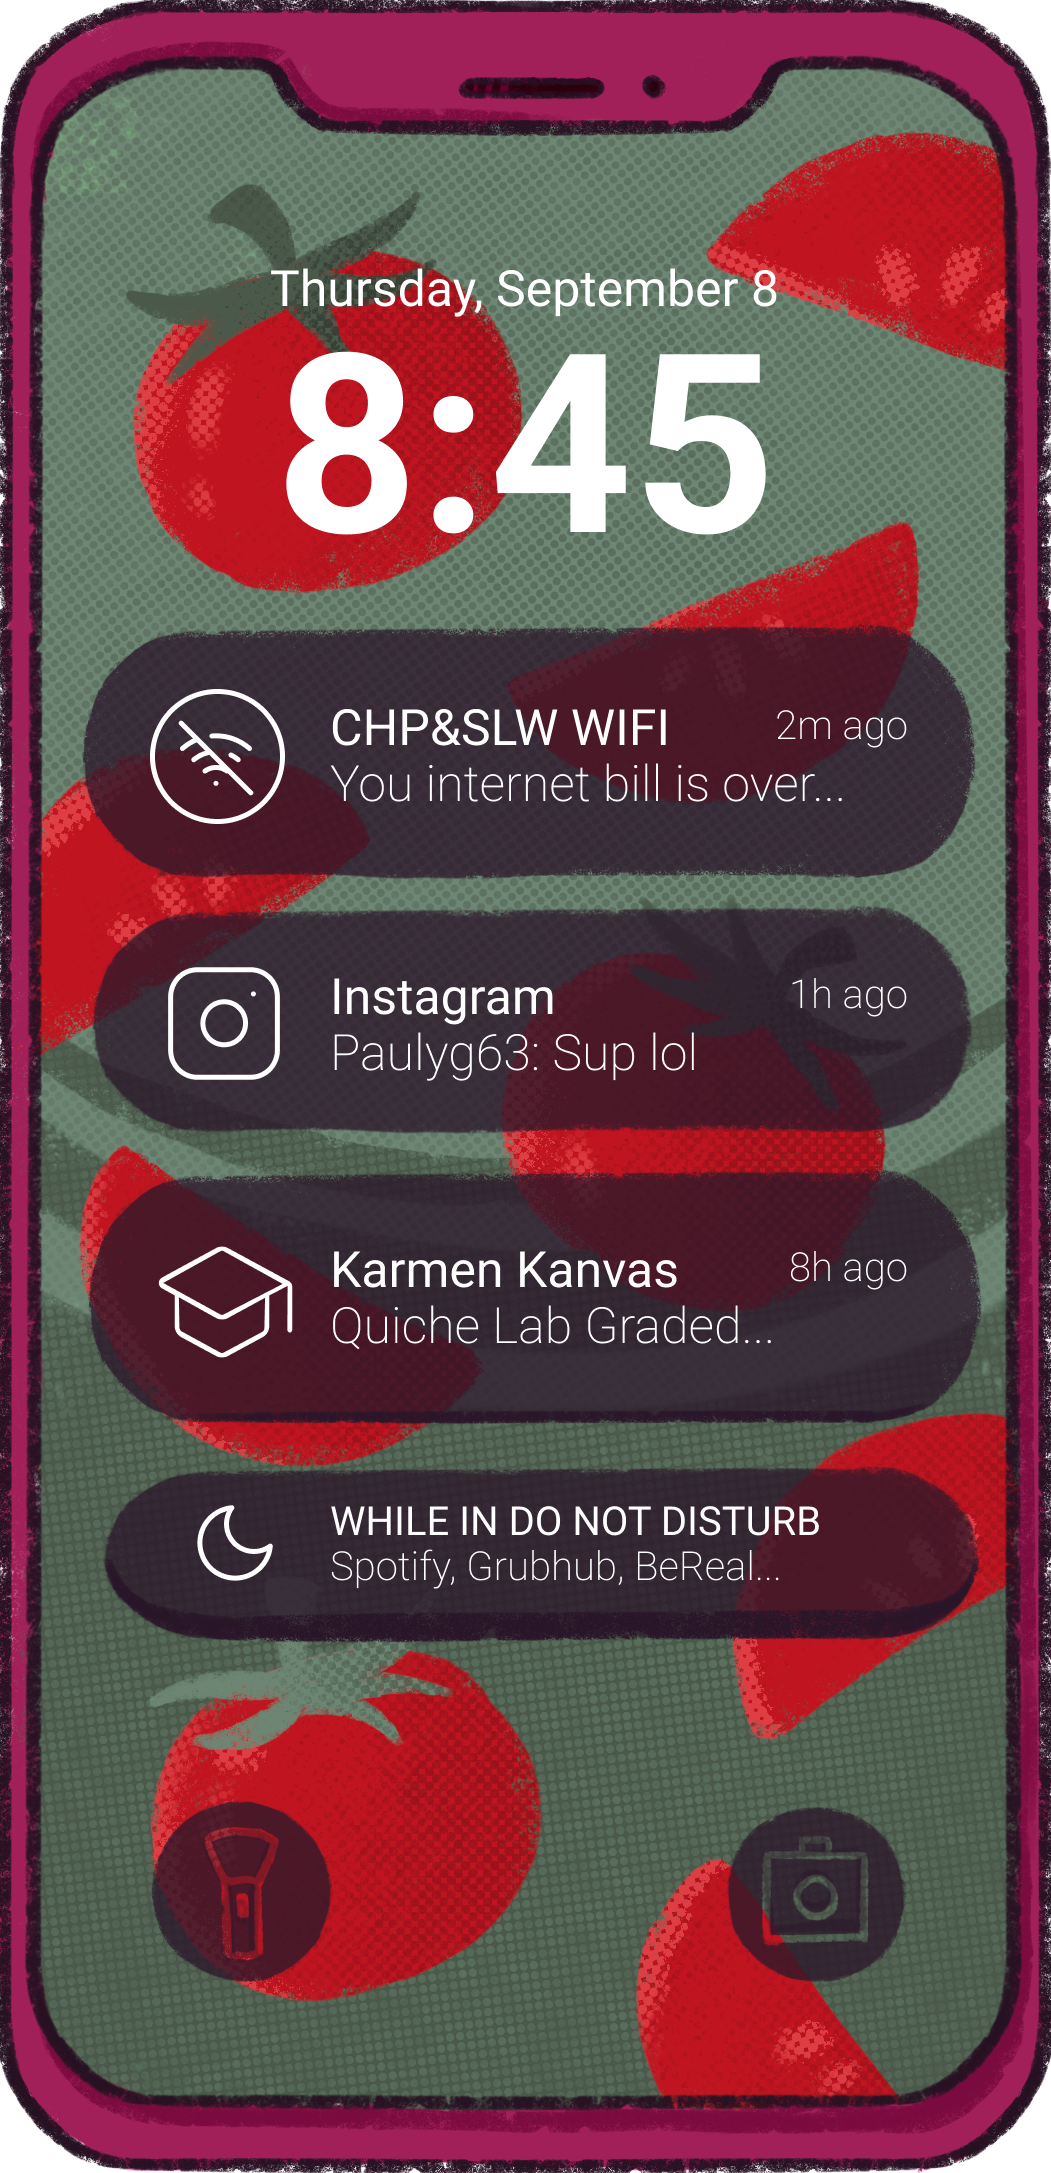 Thursday, September 8
8:45
CHP&SLW WIFI 2m ago
You internet bill is over...
Instagram 1h ago
Paulyg63: Sup lol
Karmen Kanvas 8h ago
Quiche Lab Graded...
WHILE IN DO NOT DISTURB
Spotify, Grubhub, BeReal...